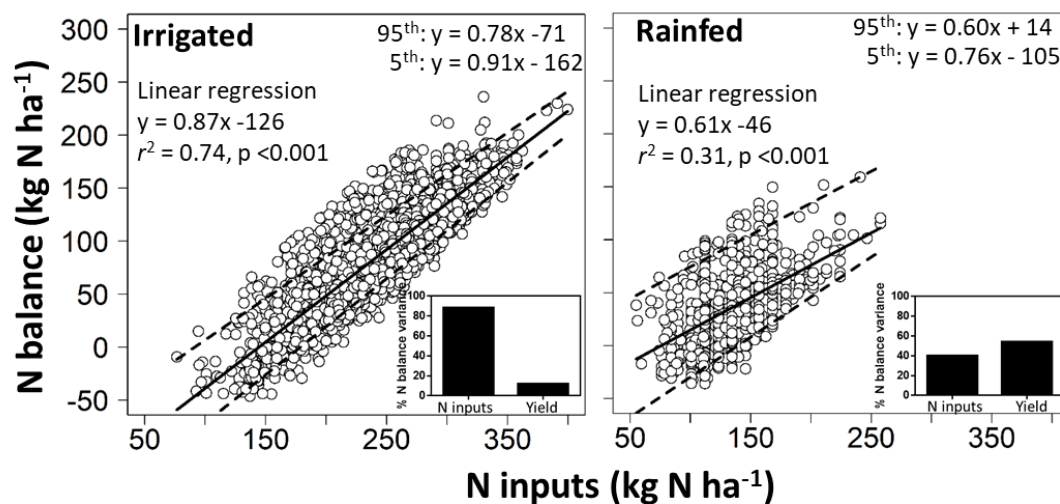 N balance (kg N ha⁻¹)
300
250
200
150
100
50
0
-50
Irrigated
95ᵗʰ: y = 0.78x -71
5ᵗʰ: y = 0.91x - 162
Linear regression
y = 0.87x -126
r² = 0.74, p <0.001
% N balance variance
100
80
60
40
20
0
N inputs Yield
50 150 250 350
Rainfed
95ᵗʰ: y = 0.60x + 14
5ᵗʰ: y = 0.76x - 105
Linear regression
y = 0.61x -46
r² = 0.31, p <0.001
% N balance variance
100
80
60
40
20
0
N inputs Yield
50 150 250 350
N inputs (kg N ha⁻¹)